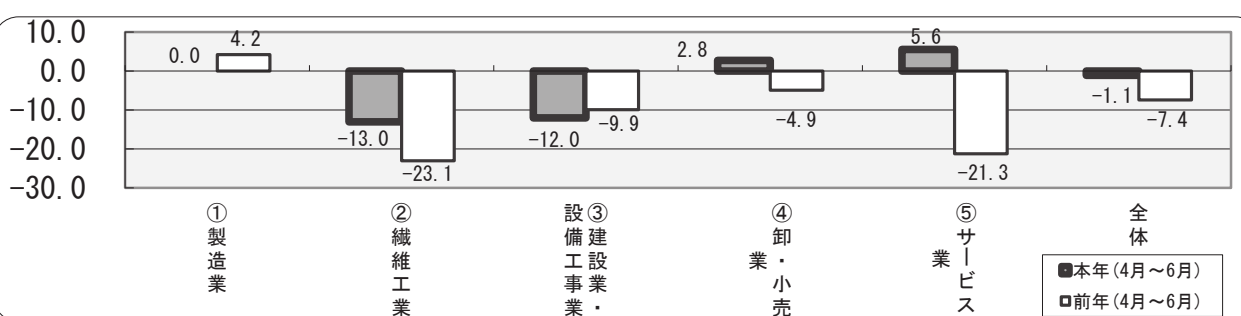 10.0
0.0
-10.0
-20.0
-30.0
0.0
4.2
-13.0
-23.1
-12.0
-9.9
2.8
-4.9
5.6
-21.3
-1.1
-7.4
①製造業
②繊維工業
③建設業・
設備工事業
④卸・小売
業
⑤サービス
業
全体
本年(4月～6月)
前年(4月～6月)